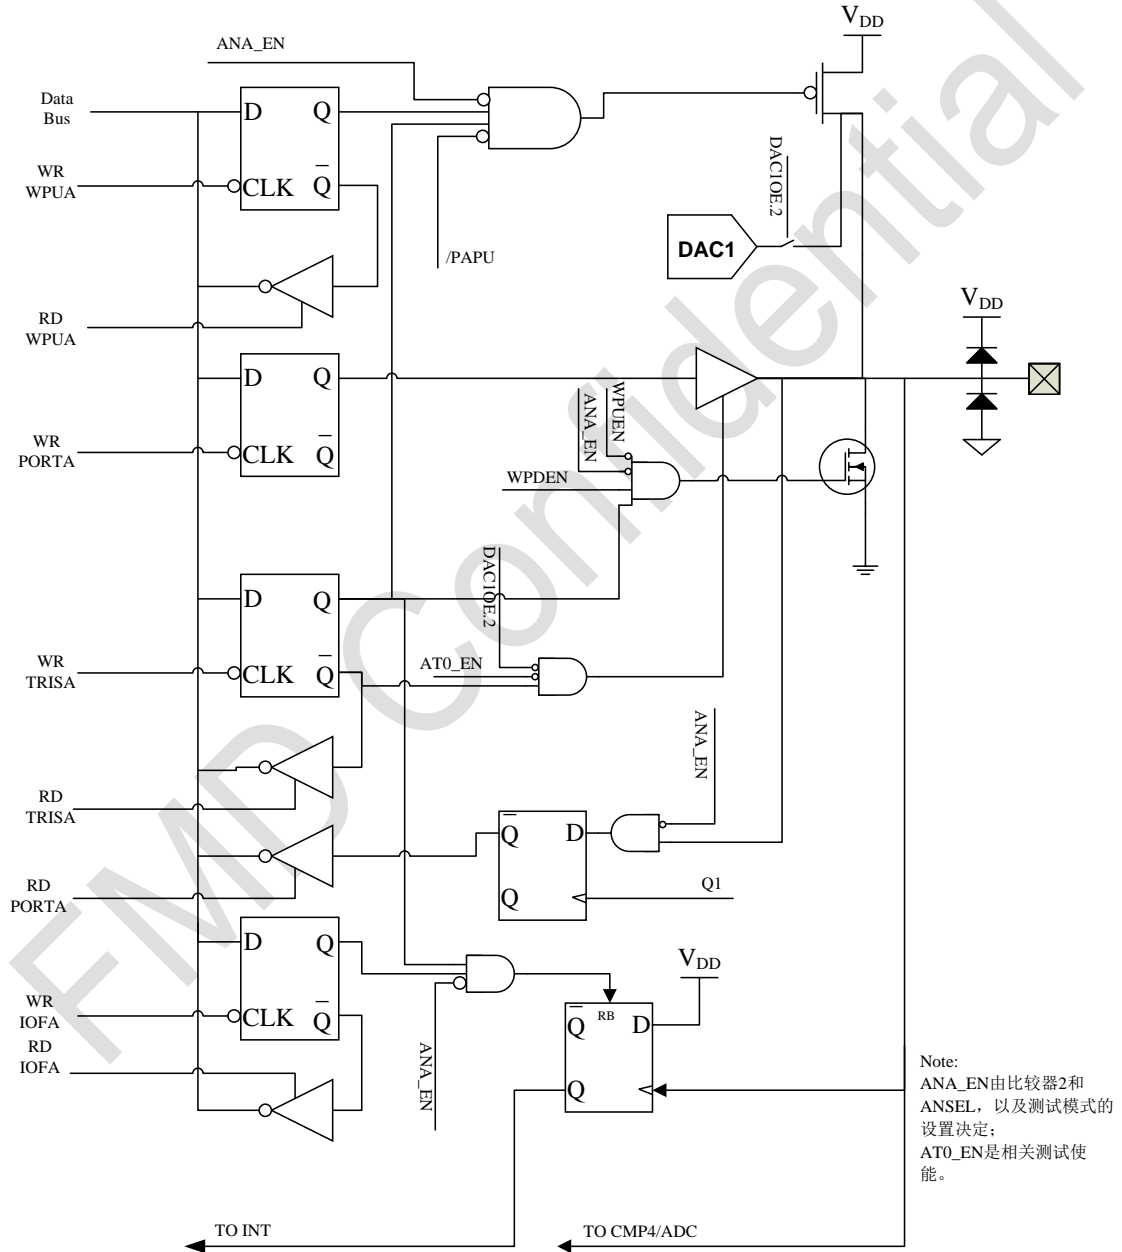 V_DD
ANA_EN
Data
Bus
D Q
WR
WPUA
CLK Q̅
DAC1OE.2
DAC1
/PAPU
RD
WPUA
V_DD
D Q
WPUEN
ANA_EN
WR
PORTA
CLK Q̅
WPDEN
DAC1OE.2
D Q
WR
TRISA
CLK Q̅
AT0_EN
ANA_EN
RD
TRISA
Q̅ D
RD
PORTA
Q
Q1
D Q
V_DD
WR
IOFA
CLK Q̅
RD
IOFA
ANA_EN
Q̅ RB D
Q
Note:
ANA_EN由比较器2和
ANSEL，以及测试模式的
设置决定；
AT0_EN是相关测试使
能。
TO INT
TO CMP4/ADC
FMD Confidential